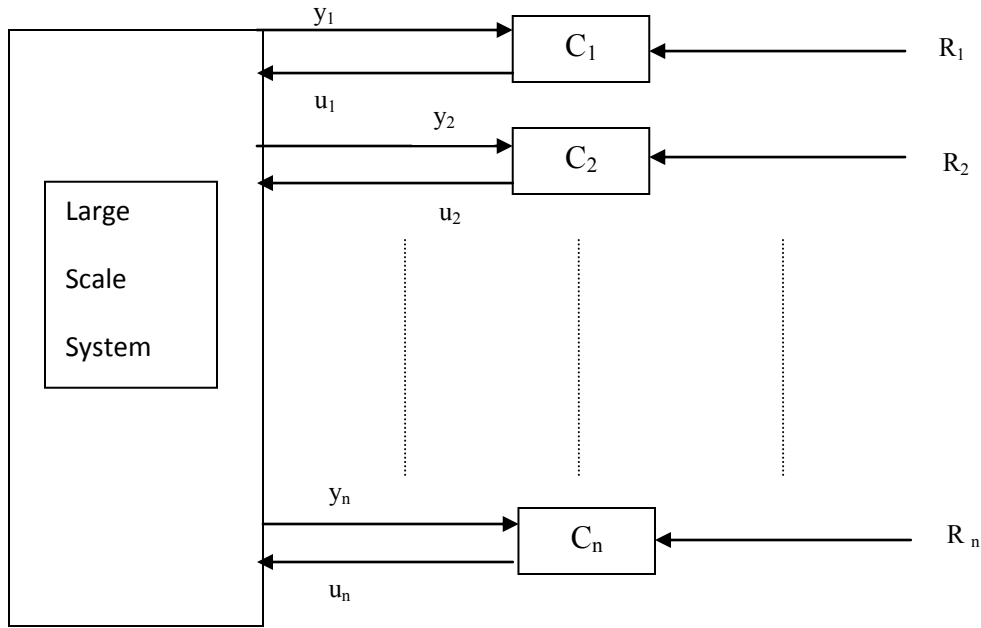 y₁
C₁
R₁
u₁
y₂
C₂
R₂
u₂
Large
Scale
System
yₙ
Cₙ
R ₙ
uₙ